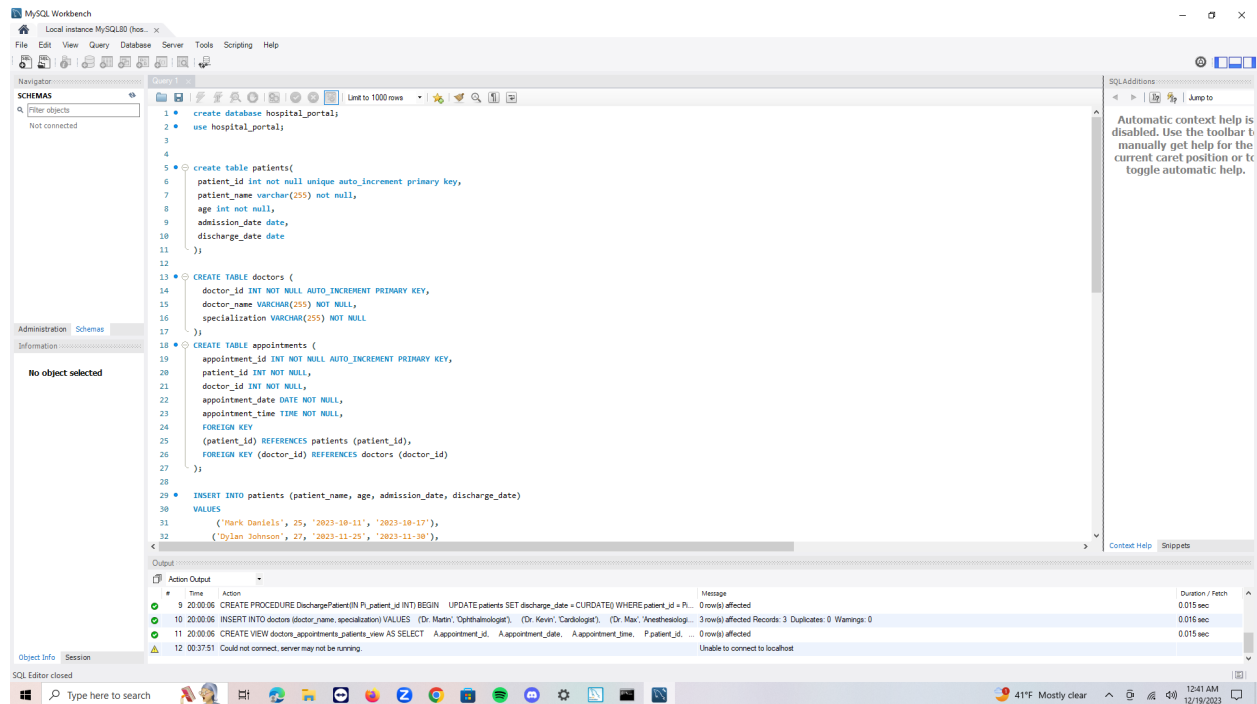 MySQL Workbench
Local instance MySQL80 (hos... ×
File Edit View Query Database Server Tools Scripting Help
Navigator
SCHEMAS
Filter objects
Not connected
Administration Schemas
Information
No object selected
Object Info Session
Query 1 ×
Limit to 1000 rows
1 create database hospital_portal;
2 use hospital_portal;
3
4
5 create table patients(
6 patient_id int not null unique auto_increment primary key,
7 patient_name varchar(255) not null,
8 age int not null,
9 admission_date date,
10 discharge_date date
11 );
12
13 CREATE TABLE doctors (
14 doctor_id INT NOT NULL AUTO_INCREMENT PRIMARY KEY,
15 doctor_name VARCHAR(255) NOT NULL,
16 specialization VARCHAR(255) NOT NULL
17 );
18 CREATE TABLE appointments (
19 appointment_id INT NOT NULL AUTO_INCREMENT PRIMARY KEY,
20 patient_id INT NOT NULL,
21 doctor_id INT NOT NULL,
22 appointment_date DATE NOT NULL,
23 appointment_time TIME NOT NULL,
24 FOREIGN KEY
25 (patient_id) REFERENCES patients (patient_id),
26 FOREIGN KEY (doctor_id) REFERENCES doctors (doctor_id)
27 );
28
29 INSERT INTO patients (patient_name, age, admission_date, discharge_date)
30 VALUES
31 ('Mark Daniels', 25, '2023-10-11', '2023-10-17'),
32 ('Dylan Johnson', 27, '2023-11-25', '2023-11-30'),
SQLAdditions
Jump to
Automatic context help is
disabled. Use the toolbar t
manually get help for the
current caret position or to
toggle automatic help.
Context Help Snippets
Output
Action Output
# Time Action Message Duration / Fetch
9 20:00:06 CREATE PROCEDURE DischargePatient(IN Pi_patient_id INT) BEGIN UPDATE patients SET discharge_date = CURDATE() WHERE patient_id = Pi... 0 row(s) affected 0.015 sec
10 20:00:06 INSERT INTO doctors (doctor_name, specialization) VALUES ('Dr. Martin', 'Ophthalmologist'), ('Dr. Kevin', 'Cardiologist'), ('Dr. Max', 'Anesthesiologi... 3 row(s) affected Records: 3 Duplicates: 0 Warnings: 0 0.016 sec
11 20:00:06 CREATE VIEW doctors_appointments_patients_view AS SELECT A.appointment_id, A.appointment_date, A.appointment_time, P.patient_id, ... 0 row(s) affected 0.015 sec
12 00:37:51 Could not connect, server may not be running. Unable to connect to localhost
SQL Editor closed
Type here to search
41°F Mostly clear
12:41 AM
12/19/2023